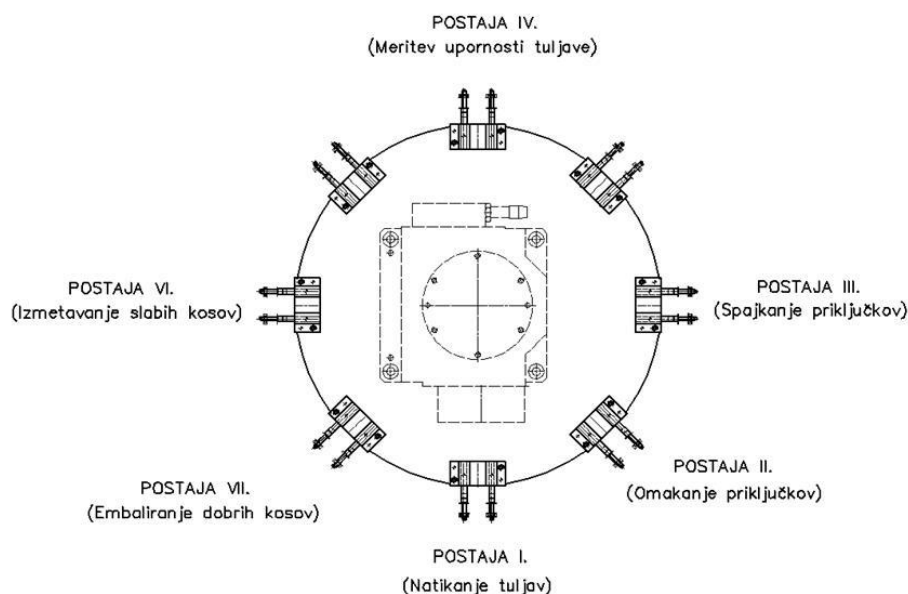 POSTAJA IV.
(Meritev upornosti tuljave)
POSTAJA VI.
(Izmetavanje slabih kosov)
POSTAJA III.
(Spajkanje priključkov)
POSTAJA II.
(Omakanje priključkov)
POSTAJA VII.
(Embaliranje dobrih kosov)
POSTAJA I.
(Natikanje tuljav)